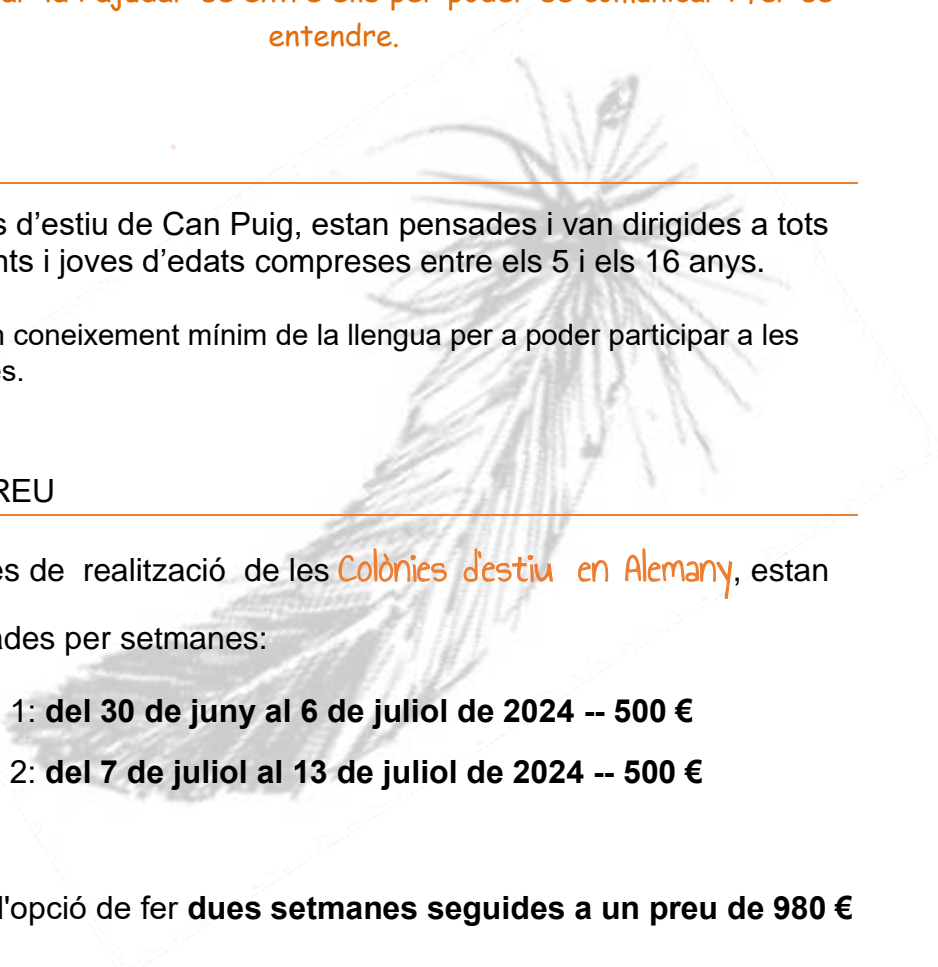 entendre.
d'estiu de Can Puig, estan pensades i van dirigides a tots
i joves d'edats compreses entre els 5 i els 16 anys.
coneixement mínim de la llengua per a poder participar a les
REU
de realització de les Colònies d'estiu en Alemany, estan
ades per setmanes:
1: del 30 de juny al 6 de juliol de 2024 -- 500 €
2: del 7 de juliol al 13 de juliol de 2024 -- 500 €
l'opció de fer dues setmanes seguides a un preu de 980 €